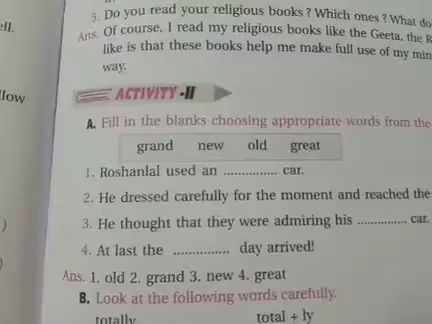 ell.
5. Do you read your religious books ? Which ones ? What do
Ans. Of course. I read my religious books like the Geeta, the
like is that these books help me make full use of my
way.
llow
ACTIVITY -II
A. Fill in the blanks choosing appropriate words from the
grand new old great
1. Roshanlal used an ................ car.
2. He dressed carefully for the moment and reached the
3. He thought that they were admiring his .............. car.
4. At last the ................ day arrived!
)
Ans. 1. old 2. grand 3. new 4. great
B. Look at the following words carefully.
totally total + ly